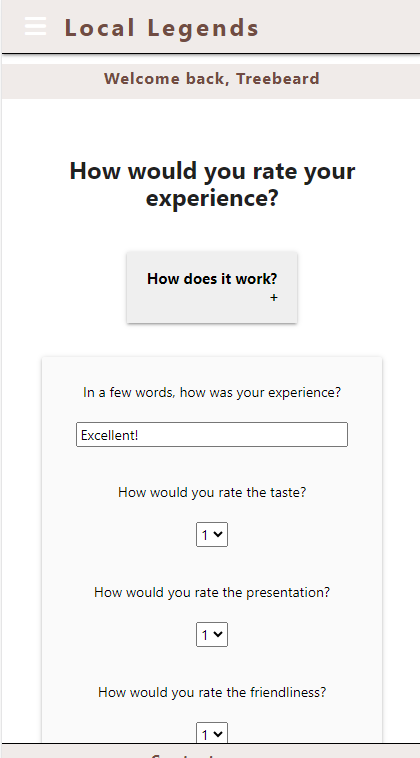 Local Legends
Welcome back, Treebeard
How would you rate your
experience?
How does it work?
+
In a few words, how was your experience?
Excellent!
How would you rate the taste?
1
How would you rate the presentation?
1
How would you rate the friendliness?
1